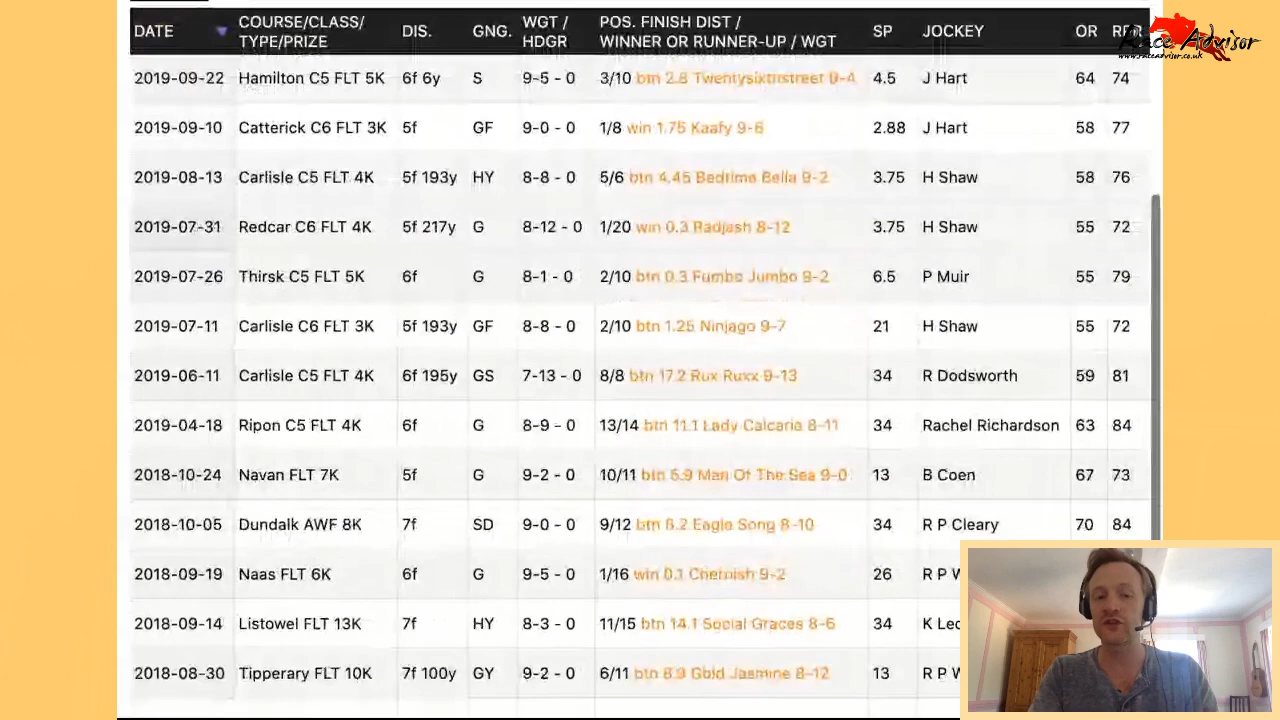 DATE COURSE/CLASS/ TYPE/PRIZE DIS. GNG. WGT / HDGR POS. FINISH DIST / WINNER OR RUNNER-UP / WGT SP JOCKEY OR RPR
Race Advisor
www.raceadvisor.co.uk
2019-09-22 Hamilton C5 FLT 5K 6f 6y S 9-5 - 0 3/10 btn 2.8 Twentysixthstreet 9-4 4.5 J Hart 64 74
2019-09-10 Catterick C6 FLT 3K 5f GF 9-0 - 0 1/8 win 1.75 Kaafy 9-6 2.88 J Hart 58 77
2019-08-13 Carlisle C5 FLT 4K 5f 193y HY 8-8 - 0 5/6 btn 4.45 Bedtime Bella 9-2 3.75 H Shaw 58 76
2019-07-31 Redcar C6 FLT 4K 5f 217y G 8-12 - 0 1/20 win 0.3 Radjash 8-12 3.75 H Shaw 55 72
2019-07-26 Thirsk C5 FLT 5K 6f G 8-1 - 0 2/10 btn 0.3 Fumbo Jumbo 9-2 6.5 P Muir 55 79
2019-07-11 Carlisle C6 FLT 3K 5f 193y GF 8-8 - 0 2/10 btn 1.25 Ninjago 9-7 21 H Shaw 55 72
2019-06-11 Carlisle C5 FLT 4K 6f 195y GS 7-13 - 0 8/8 btn 17.2 Rux Ruxx 9-13 34 R Dodsworth 59 81
2019-04-18 Ripon C5 FLT 4K 6f G 8-9 - 0 13/14 btn 11.1 Lady Calcaria 8-11 34 Rachel Richardson 63 84
2018-10-24 Navan FLT 7K 5f G 9-2 - 0 10/11 btn 5.9 Man Of The Sea 9-0 13 B Coen 67 73
2018-10-05 Dundalk AWF 8K 7f SD 9-0 - 0 9/12 btn 8.2 Eagle Song 8-10 34 R P Cleary 70 84
2018-09-19 Naas FLT 6K 6f G 9-5 - 0 1/16 win 0.1 Chetnish 9-2 26 R P W
2018-09-14 Listowel FLT 13K 7f HY 8-3 - 0 11/15 btn 14.1 Social Graces 8-6 34 K Leo
2018-08-30 Tipperary FLT 10K 7f 100y GY 9-2 - 0 6/11 btn 8.9 Gold Jasmine 8-12 13 R P W